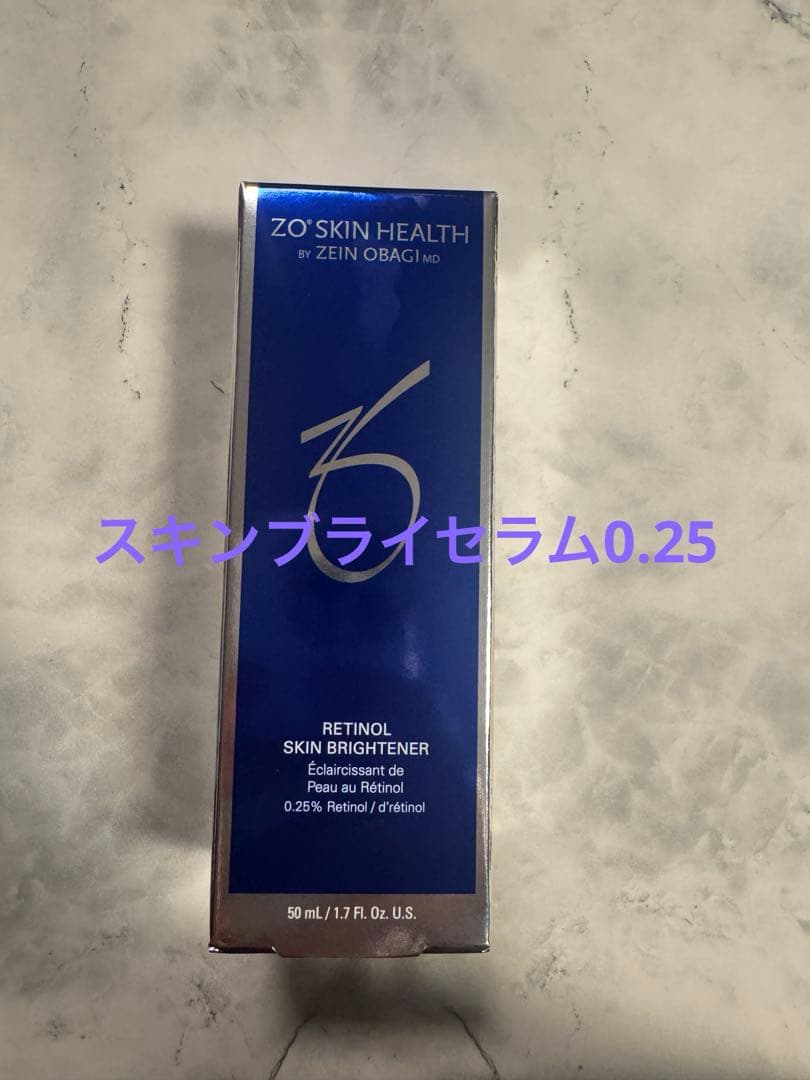 ZO® SKIN HEALTH
BY ZEIN OBAGI MD
スキンブライセラム0.25
RETINOL
SKIN BRIGHTENER
Éclaircissant de
Peau au Rétinol
0.25% Retinol / d'rétinol
50 mL / 1.7 Fl. Oz. U.S.